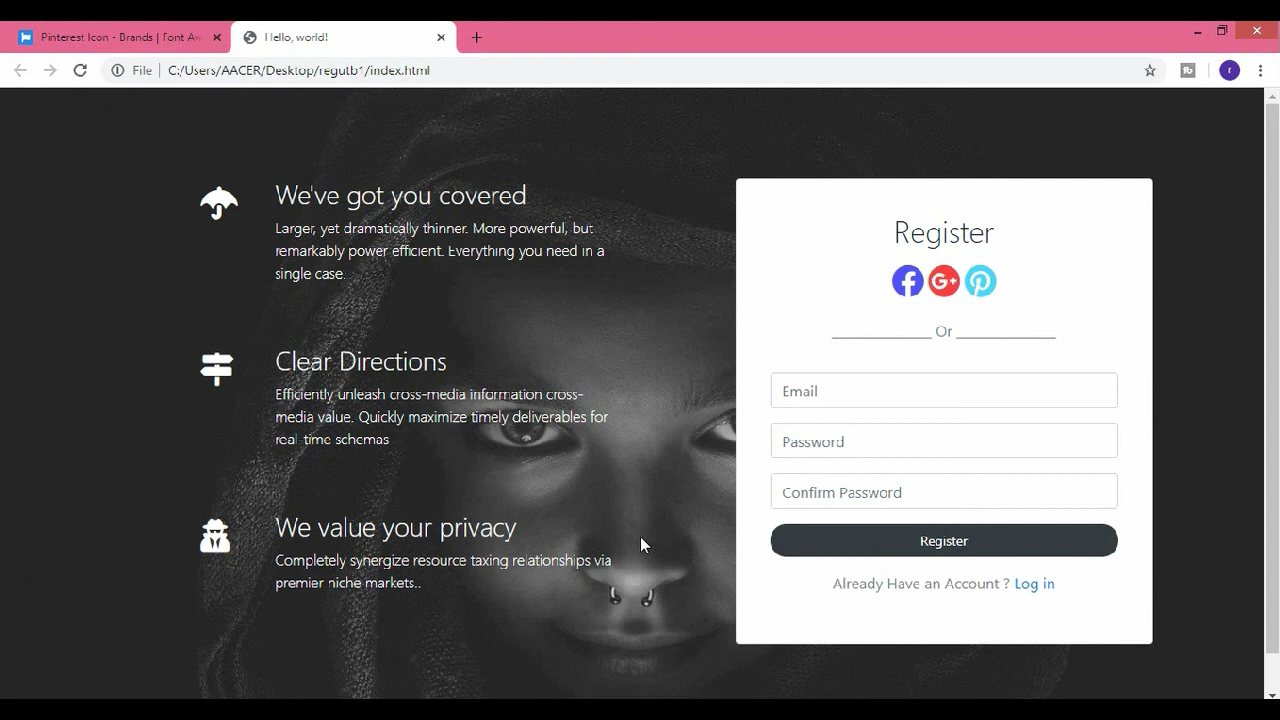 Pinterest Icon - Brands | Font Aw
Hello, world!
File
C:/Users/AACER/Desktop/regutb1/index.html
r
We've got you covered
Larger, yet dramatically thinner. More powerful, but
remarkably power efficient. Everything you need in a
single case.
Clear Directions
Efficiently unleash cross-media information cross-
media value. Quickly maximize timely deliverables for
real-time schemas
We value your privacy
Completely synergize resource taxing relationships via
premier niche markets..
Register
Or
Email
Password
Confirm Password
Register
Already Have an Account ? Log in